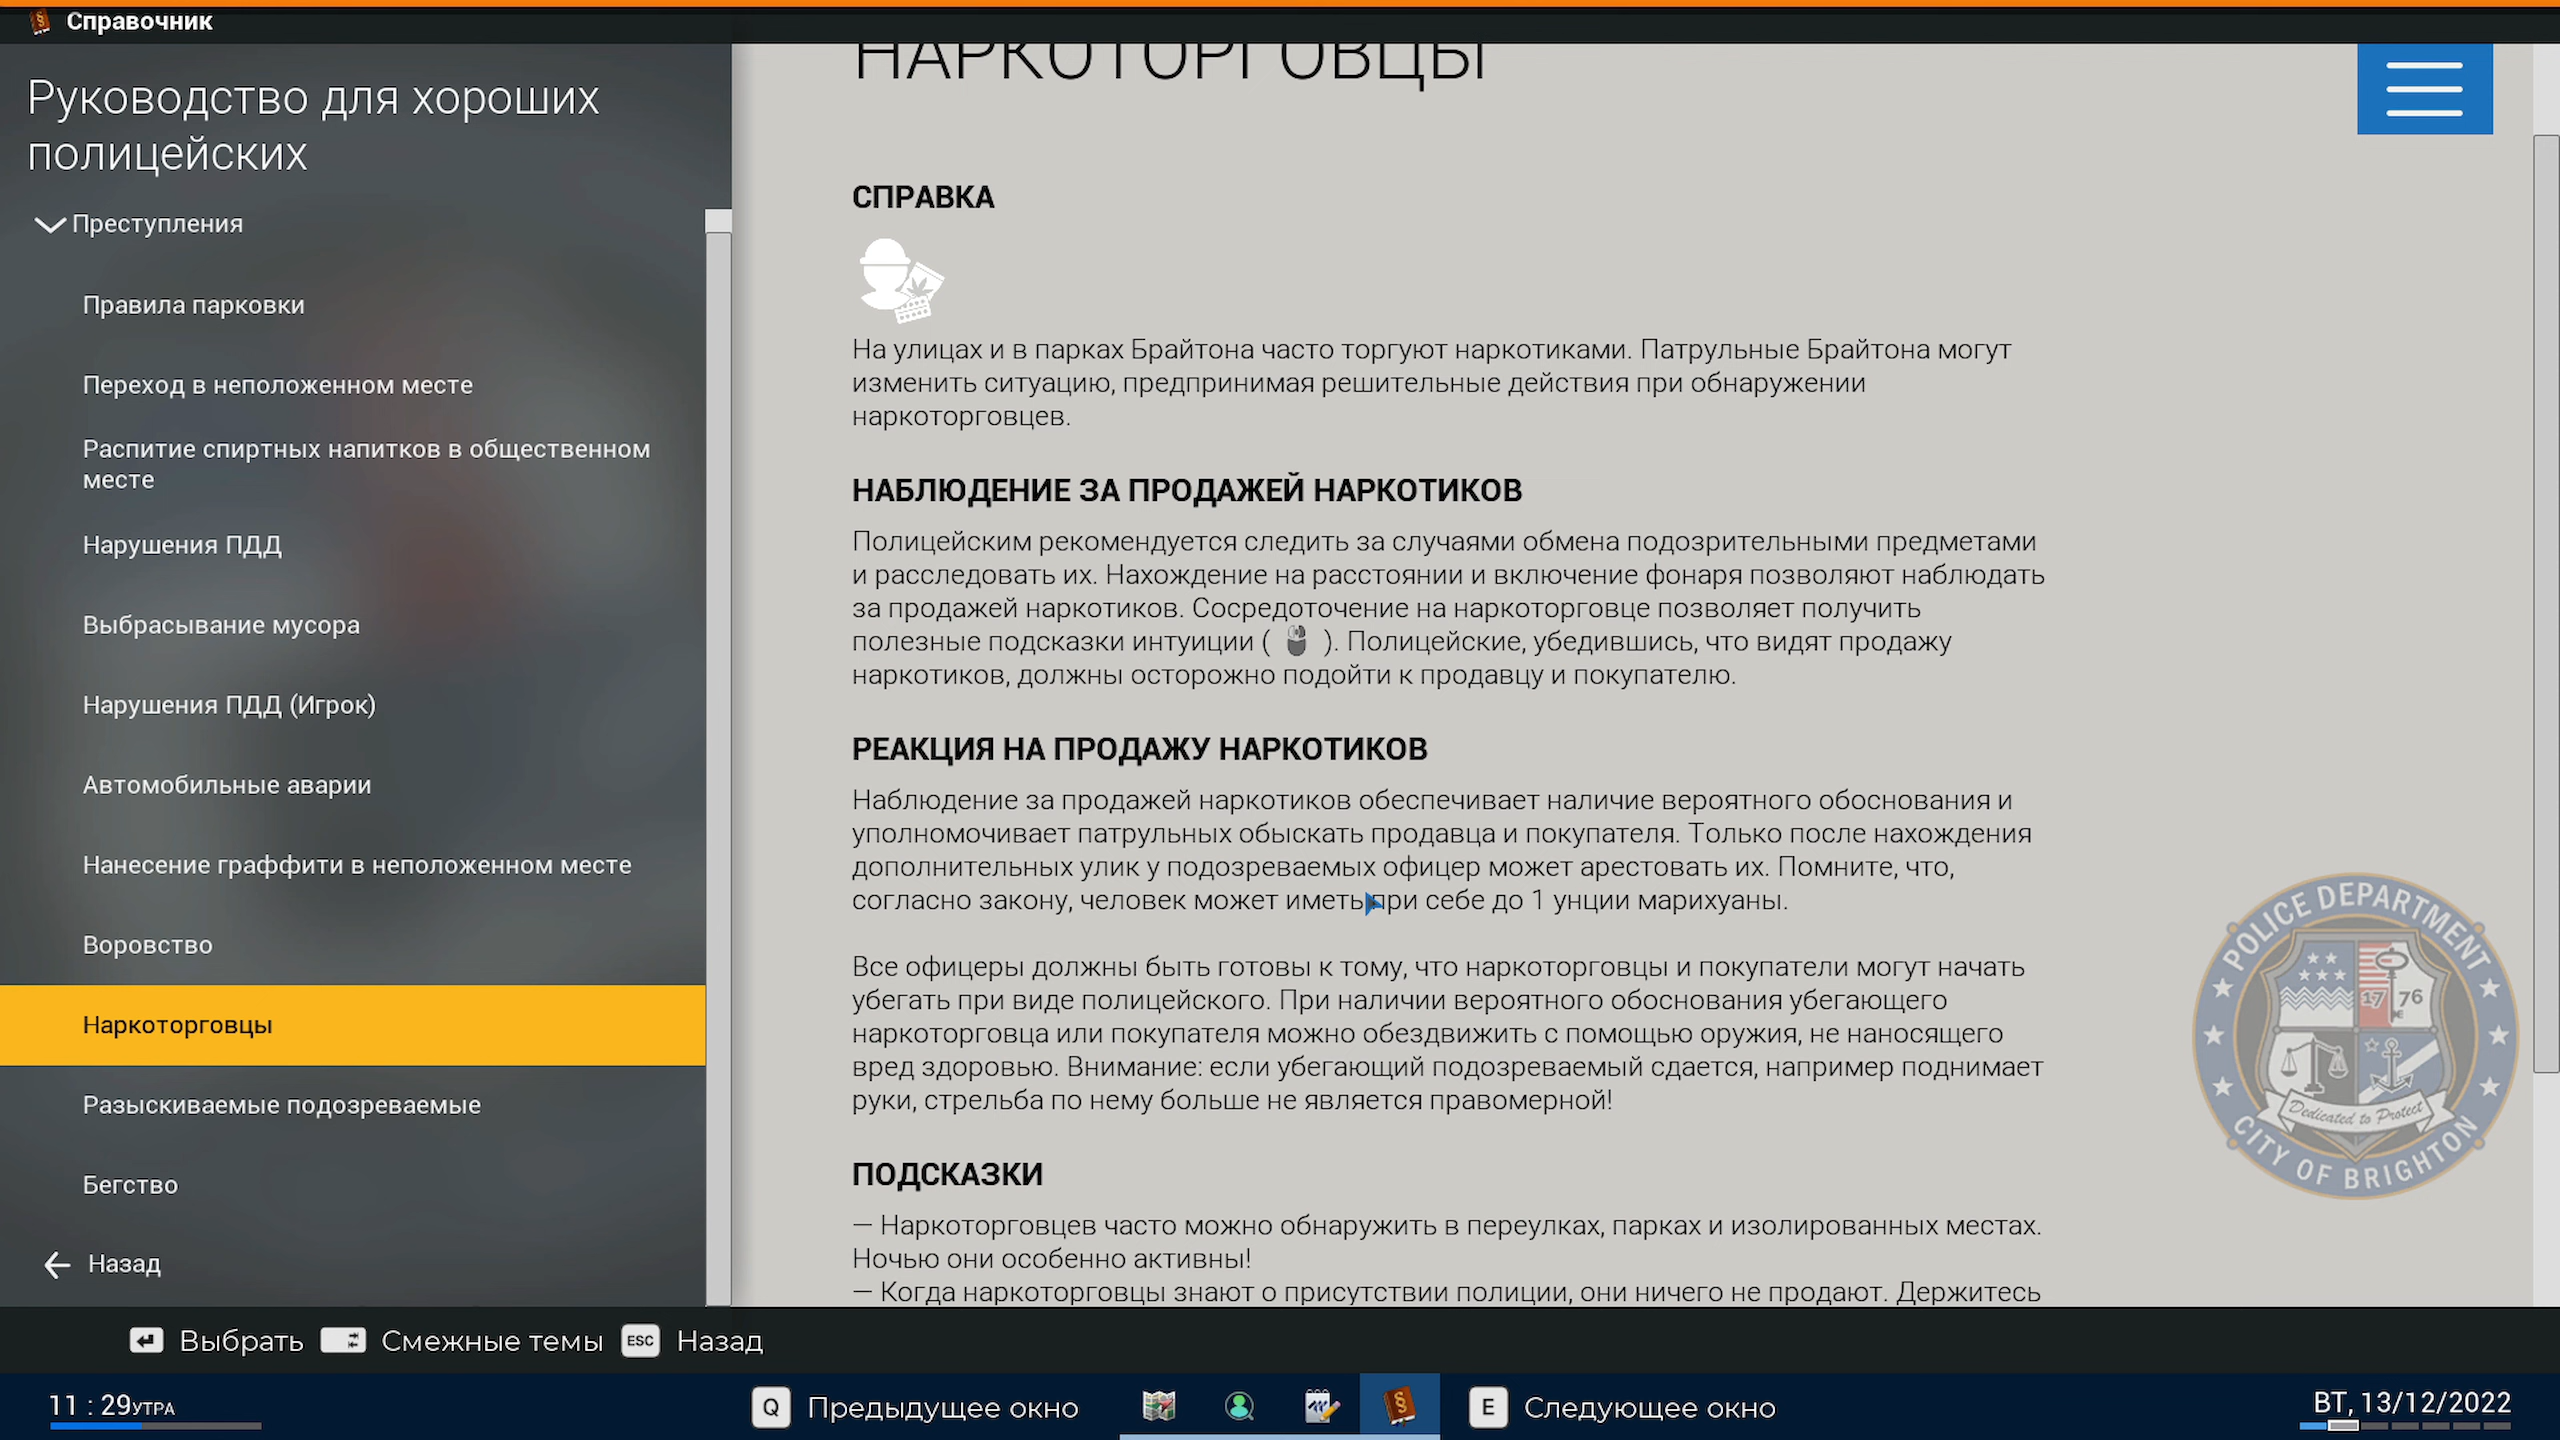 Справочник
Руководство для хороших
полицейских
Преступления
Правила парковки
Переход в неположенном месте
Распитие спиртных напитков в общественном
месте
Нарушения ПДД
Выбрасывание мусора
Нарушения ПДД (Игрок)
Автомобильные аварии
Нанесение граффити в неположенном месте
Воровство
Наркоторговцы
Разыскиваемые подозреваемые
Бегство
Назад
НАРКОТОРГОВЦЫ
СПРАВКА
На улицах и в парках Брайтона часто торгуют наркотиками. Патрульные Брайтона могут
изменить ситуацию, предпринимая решительные действия при обнаружении
наркоторговцев.
НАБЛЮДЕНИЕ ЗА ПРОДАЖЕЙ НАРКОТИКОВ
Полицейским рекомендуется следить за случаями обмена подозрительными предметами
и расследовать их. Нахождение на расстоянии и включение фонаря позволяют наблюдать
за продажей наркотиков. Сосредоточение на наркоторговце позволяет получить
полезные подсказки интуиции ( ). Полицейские, убедившись, что видят продажу
наркотиков, должны осторожно подойти к продавцу и покупателю.
РЕАКЦИЯ НА ПРОДАЖУ НАРКОТИКОВ
Наблюдение за продажей наркотиков обеспечивает наличие вероятного обоснования и
уполномочивает патрульных обыскать продавца и покупателя. Только после нахождения
дополнительных улик у подозреваемых офицер может арестовать их. Помните, что,
согласно закону, человек может иметь при себе до 1 унции марихуаны.
Все офицеры должны быть готовы к тому, что наркоторговцы и покупатели могут начать
убегать при виде полицейского. При наличии вероятного обоснования убегающего
наркоторговца или покупателя можно обездвижить с помощью оружия, не наносящего
вред здоровью. Внимание: если убегающий подозреваемый сдается, например поднимает
руки, стрельба по нему больше не является правомерной!
ПОДСКАЗКИ
— Наркоторговцев часто можно обнаружить в переулках, парках и изолированных местах.
Ночью они особенно активны!
— Когда наркоторговцы знают о присутствии полиции, они ничего не продают. Держитесь
POLICE DEPARTMENT
17 76
Dedicated to Protect
CITY OF BRIGHTON
Выбрать
Смежные темы
ESC Назад
11 : 29УТРА
Q Предыдущее окно
E Следующее окно
ВТ, 13/12/2022